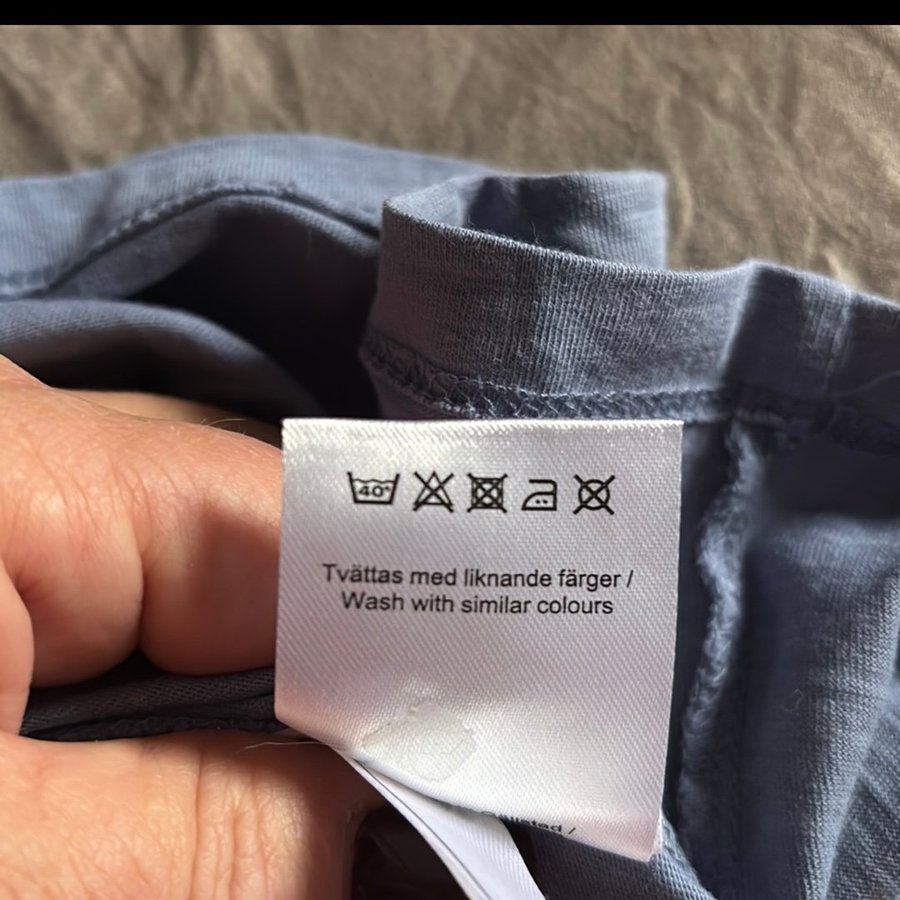 40°
Tvättas med liknande färger /
Wash with similar colours